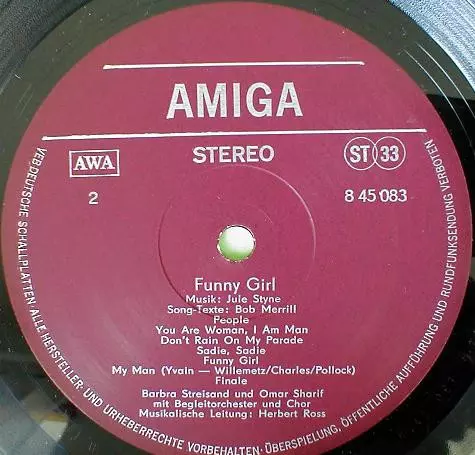 AMIGA
AWA
STEREO
ST 33
2
8 45 083
Funny Girl
Musik: Jule Styne
Song-Texte: Bob Merrill
People
You Are Woman, I Am Man
Don't Rain On My Parade
Sadie, Sadie
Funny Girl
My Man (Yvain — Willemetz/Charles/Pollock)
Finale
Barbra Streisand und Omar Sharif
mit Begleitorchester und Chor
Musikalische Leitung: Herbert Ross
VEB DEUTSCHE SCHALLPLATTEN · ALLE HERSTELLER- UND URHEBERRECHTE VORBEHALTEN · ÜBERSPIELUNG, ÖFFENTLICHE AUFFÜHRUNG UND RUNDFUNKSENDUNG VERBOTEN